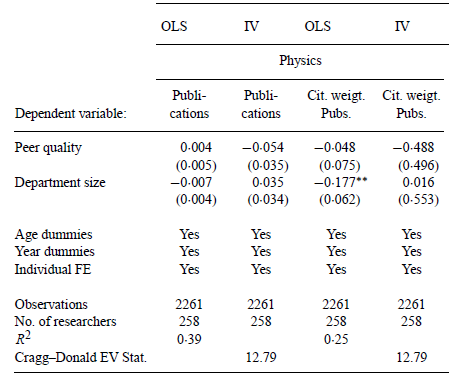 OLS IV OLS IV
Physics
Publi- Publi- Cit. weigt. Cit. weigt.
Dependent variable: cations cations Pubs. Pubs.
Peer quality 0·004 −0·054 −0·048 −0·488
(0·005) (0·035) (0·075) (0·496)
Department size −0·007 0·035 −0·177** 0·016
(0·004) (0·034) (0·062) (0·553)
Age dummies Yes Yes Yes Yes
Year dummies Yes Yes Yes Yes
Individual FE Yes Yes Yes Yes
Observations 2261 2261 2261 2261
No. of researchers 258 258 258 258
R² 0·39 0·25
Cragg–Donald EV Stat. 12.79 12.79